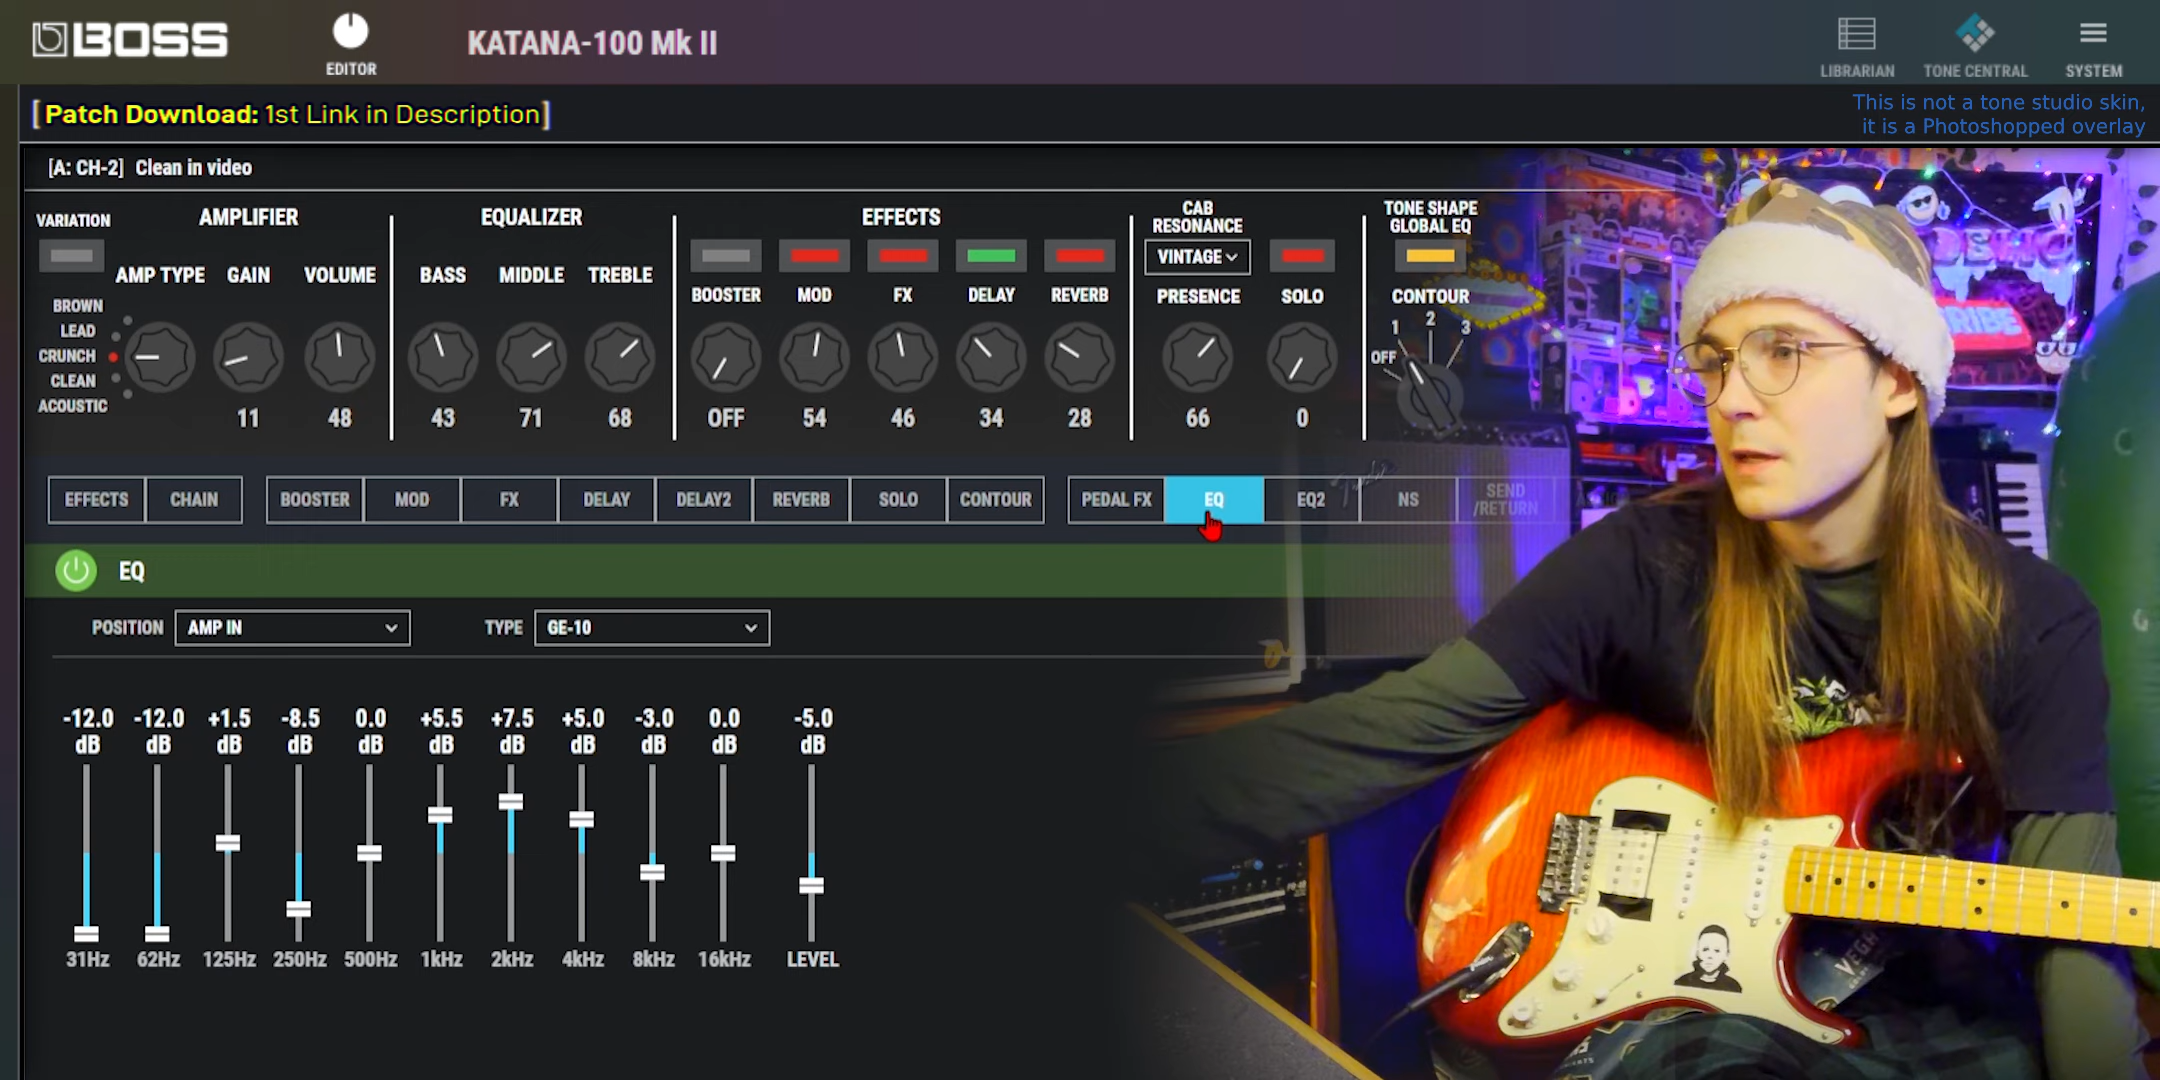 BOSS
EDITOR
KATANA-100 Mk II
LIBRARIAN
TONE CENTRAL
SYSTEM
[Patch Download: 1st Link in Description]
This is not a tone studio skin,
it is a Photoshopped overlay
[A: CH-2] Clean in video
VARIATION
AMPLIFIER
AMP TYPE GAIN VOLUME
BROWN
LEAD
CRUNCH
CLEAN
ACOUSTIC
11 48
EQUALIZER
BASS MIDDLE TREBLE
43 71 68
EFFECTS
BOOSTER MOD FX DELAY REVERB
OFF 54 46 34 28
CAB
RESONANCE
VINTAGE
PRESENCE SOLO
66 0
TONE SHAPE
GLOBAL EQ
CONTOUR
1 2 3
OFF
EFFECTS CHAIN BOOSTER MOD FX DELAY DELAY2 REVERB SOLO CONTOUR PEDAL FX EQ EQ2 NS SEND
/RETURN
EQ
POSITION AMP IN TYPE GE-10
-12.0 -12.0 +1.5 -8.5 0.0 +5.5 +7.5 +5.0 -3.0 0.0 -5.0
dB dB dB dB dB dB dB dB dB dB dB
31Hz 62Hz 125Hz 250Hz 500Hz 1kHz 2kHz 4kHz 8kHz 16kHz LEVEL